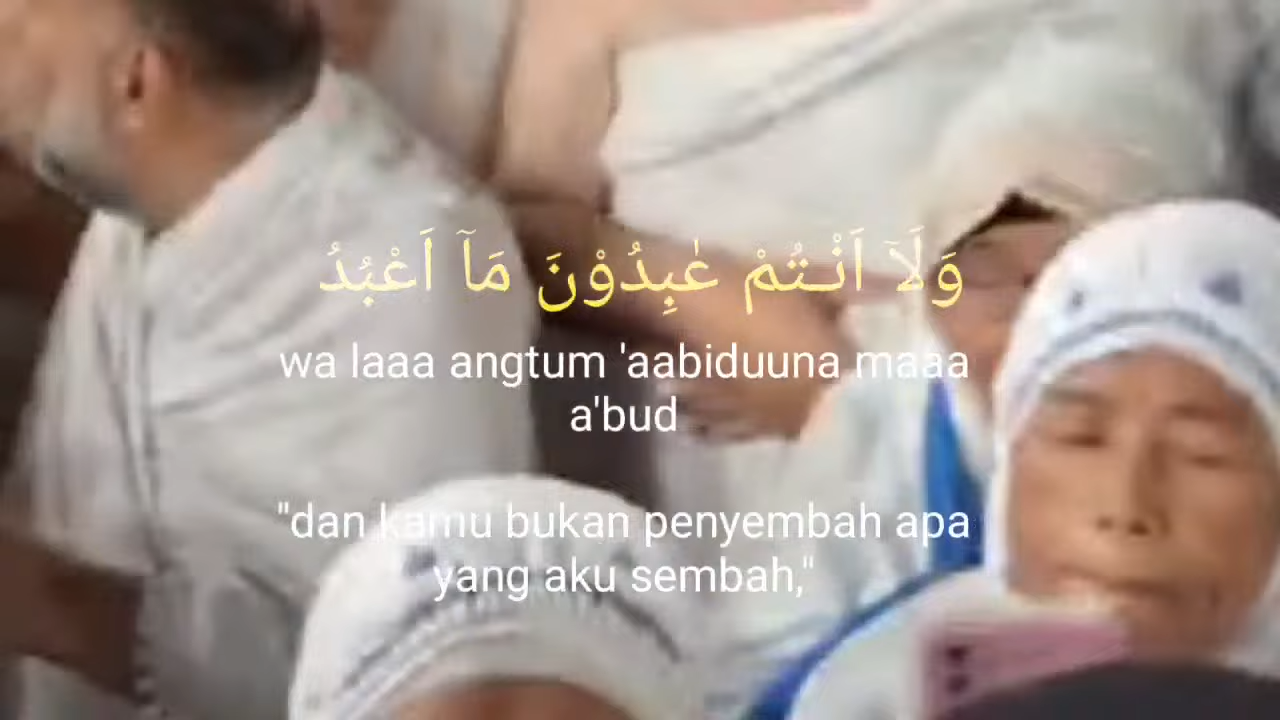 وَلَآ اَنْـتُمْ عٰبِدُوْنَ مَآ اَعْبُدُ
wa laaa angtum 'aabiduuna maaa
a'bud
"dan kamu bukan penyembah apa
yang aku sembah,"